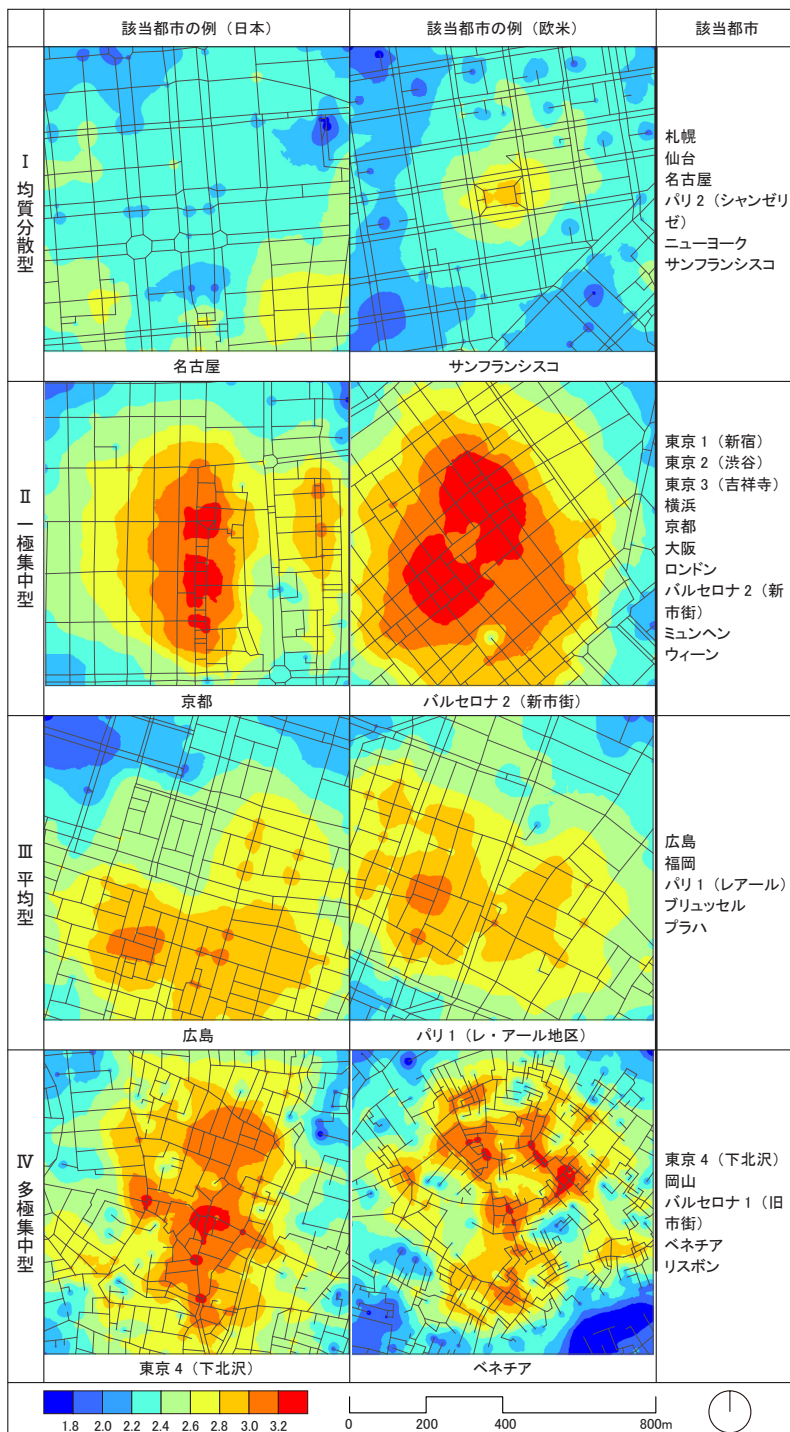 該当都市の例（日本）
該当都市の例（欧米）
該当都市
Ⅰ 均質分散型
名古屋
サンフランシスコ
札幌
仙台
名古屋
パリ 2（シャンゼリ
ゼ）
ニューヨーク
サンフランシスコ
Ⅱ 一極集中型
京都
バルセロナ 2（新市街）
東京 1（新宿）
東京 2（渋谷）
東京 3（吉祥寺）
横浜
京都
大阪
ロンドン
バルセロナ 2（新
市街）
ミュンヘン
ウィーン
Ⅲ 平均型
広島
パリ 1（レ・アール地区）
広島
福岡
パリ 1（レアール）
ブリュッセル
プラハ
Ⅳ 多極集中型
東京 4（下北沢）
ベネチア
東京 4（下北沢）
岡山
バルセロナ 1（旧
市街）
ベネチア
リスボン
1.8 2.0 2.2 2.4 2.6 2.8 3.0 3.2
0 200 400 800m